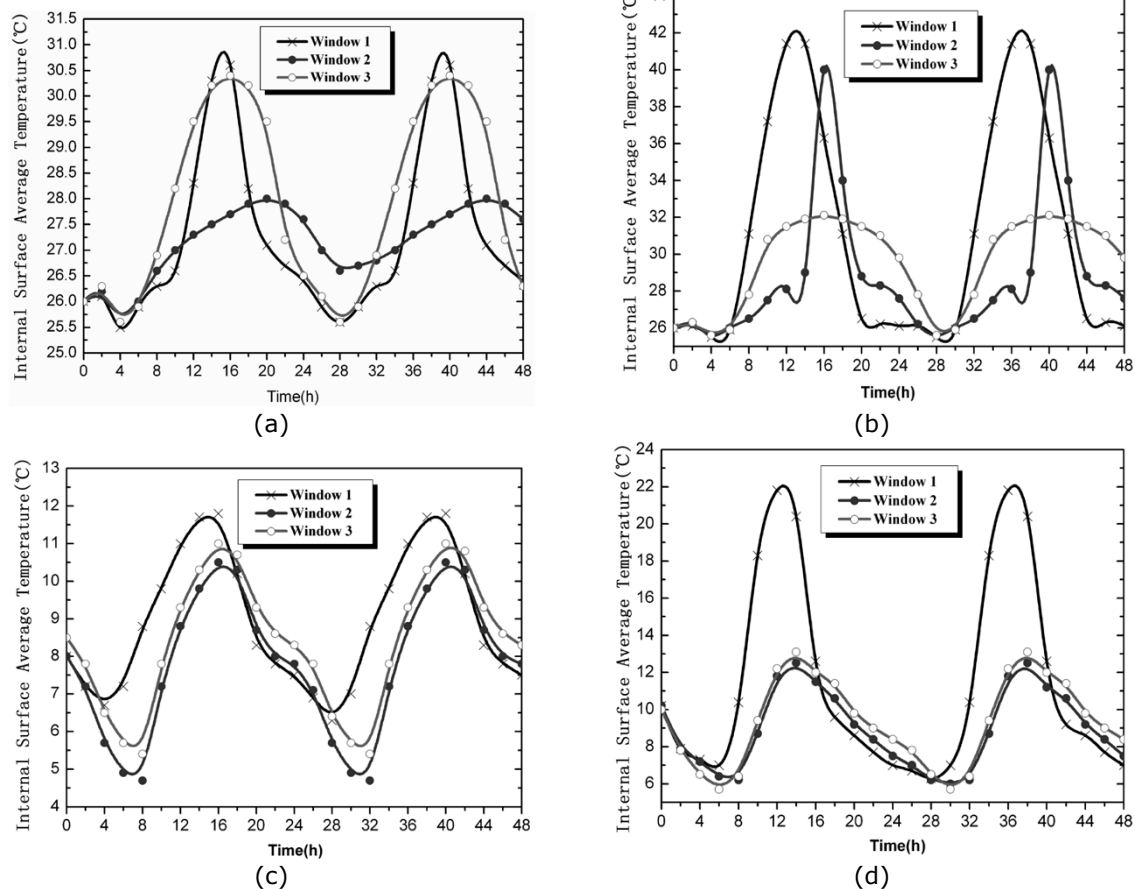 Internal Surface Average Temperature(℃)
31.5
31.0
30.5
30.0
29.5
29.0
28.5
28.0
27.5
27.0
26.5
26.0
25.5
25.0
Window 1
Window 2
Window 3
0 4 8 12 16 20 24 28 32 36 40 44 48
Time(h)
(a)
Internal Surface Average Temperature(℃)
42
40
38
36
34
32
30
28
26
Window 1
Window 2
Window 3
0 4 8 12 16 20 24 28 32 36 40 44 48
Time(h)
(b)
Internal Surface Average Temperature(℃)
13
12
11
10
9
8
7
6
5
4
Window 1
Window 2
Window 3
0 4 8 12 16 20 24 28 32 36 40 44 48
Time(h)
(c)
Internal Surface Average Temperature(℃)
24
22
20
18
16
14
12
10
8
6
Window 1
Window 2
Window 3
0 4 8 12 16 20 24 28 32 36 40 44 48
Time(h)
(d)